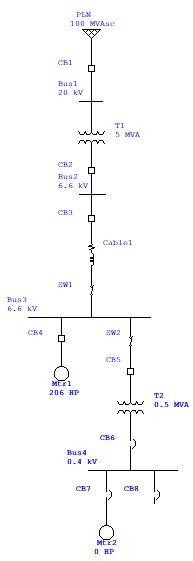 PLN
100 MVAsc
CB1
Bus1
20 kV
T1
5 MVA
CB2
Bus2
6.6 kV
CB3
Cable1
SW1
Bus3
6.6 kV
CB4
SW2
CB5
Mtr1
206 HP
T2
0.5 MVA
CB6
Bus4
0.4 kV
CB7
CB8
Mtr2
0 HP